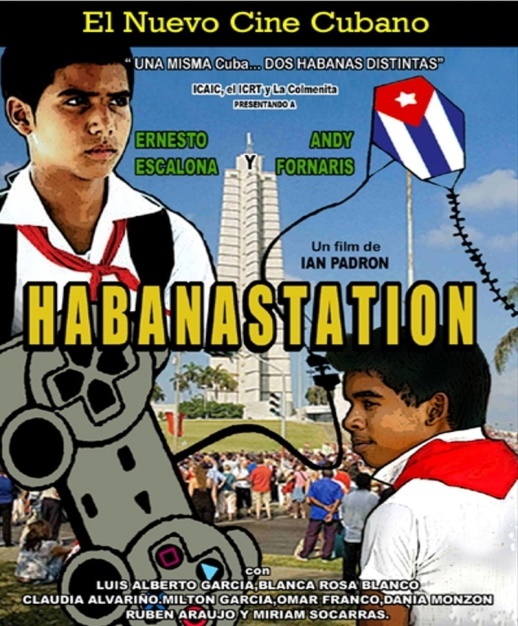 El Nuevo Cine Cubano
“ UNA MISMA Cuba... DOS HABANAS DISTINTAS”
ICAIC, el ICRT y La Colmenita
PRESENTANDO A
ERNESTO ANDY
ESCALONA Y FORNARIS
Un film de
IAN PADRON
HABANASTATION
con
LUIS ALBERTO GARCIA,BLANCA ROSA BLANCO
CLAUDIA ALVARIÑO.MILTON GARCIA,OMAR FRANCO,DANIA MONZON
RUBEN ARAUJO Y MIRIAM SOCARRAS.